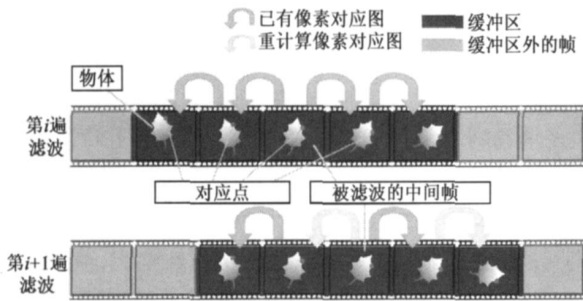 已有像素对应图
缓冲区
重计算像素对应图
缓冲区外的帧
物体
第i遍
滤波
对应点
被滤波的中间帧
第i+1遍
滤波